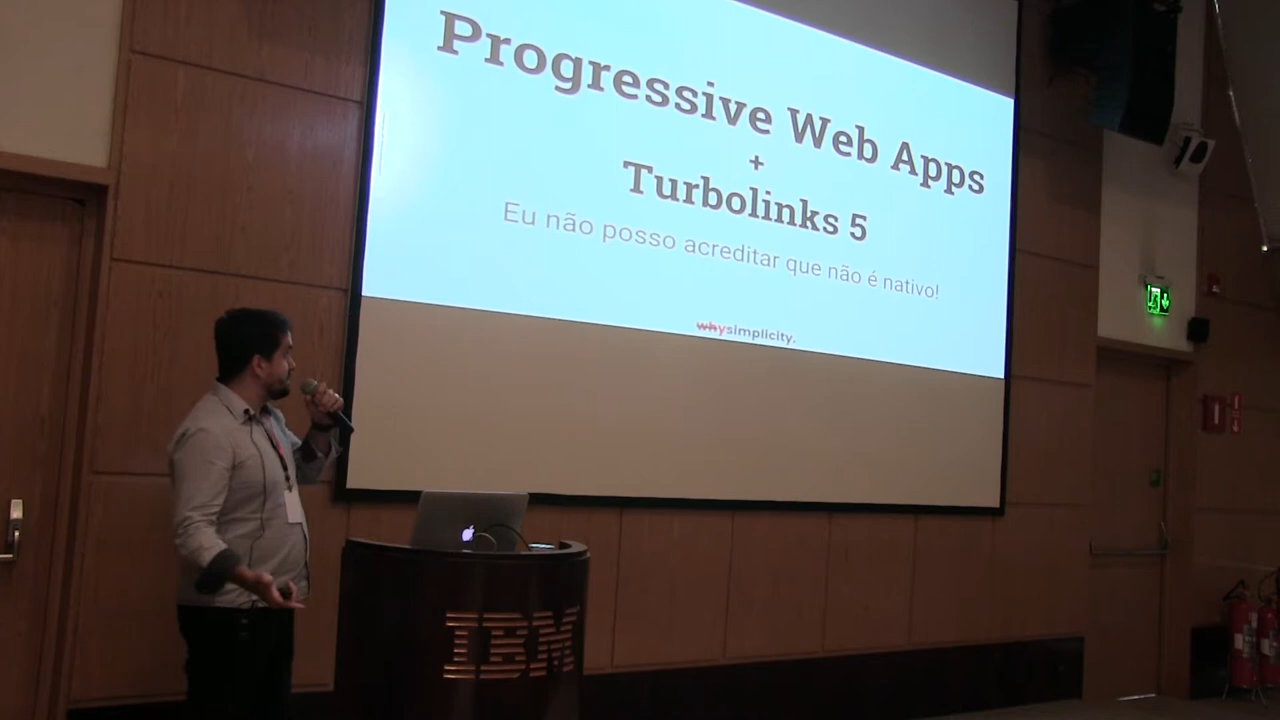 Progressive Web Apps
+
Turbolinks 5
Eu não posso acreditar que não é nativo!
whysimplicity.
IBM